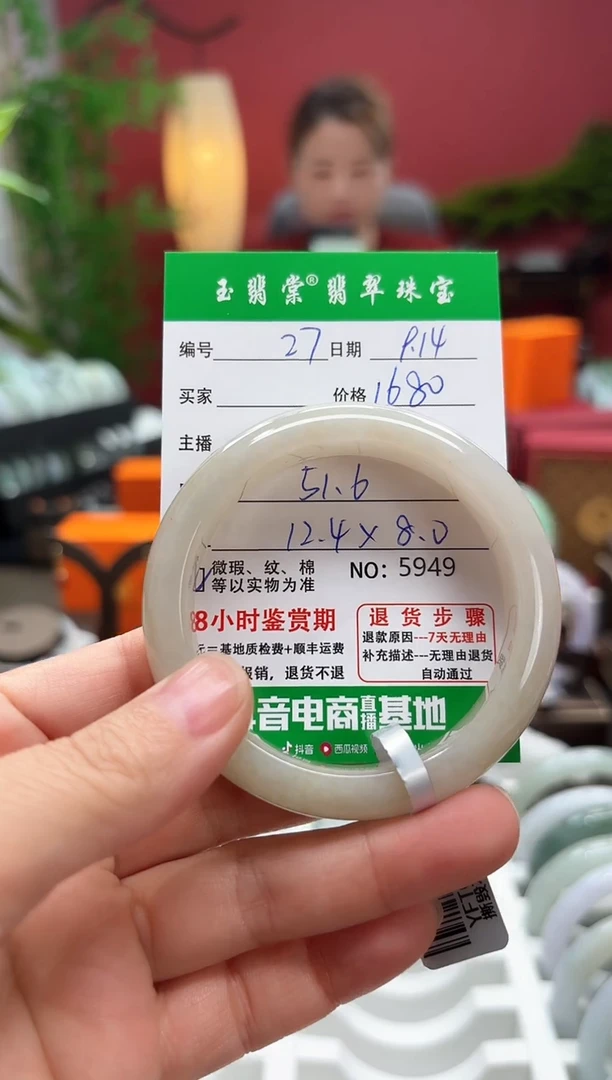 玉翡棠®翡翠珠宝
编号 27 日期 9.14
买家 价格 1680
主播
51.6
12.4×8.0
微瑕、纹、棉
等以实物为准
NO: 5949
8小时鉴赏期
=基地质检费+顺丰运费
报销，退货不退
退货步骤
退款原因---7天无理由
补充描述---无理由退货
自动通过
音电商直播基地
抖音 西瓜视频